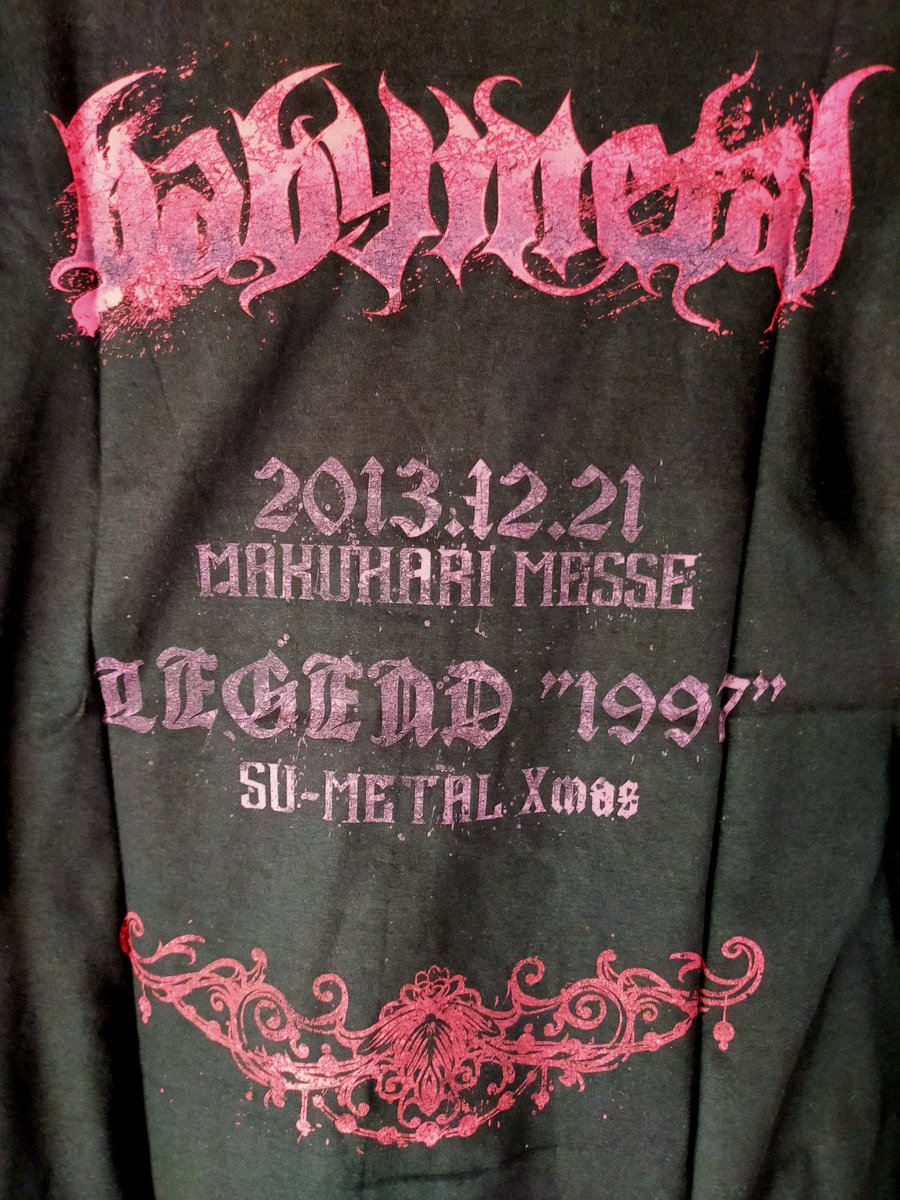 babymetal
2013.12.21
MAKUHARI MESSE
LEGEND "1997"
SU-METAL Xmas